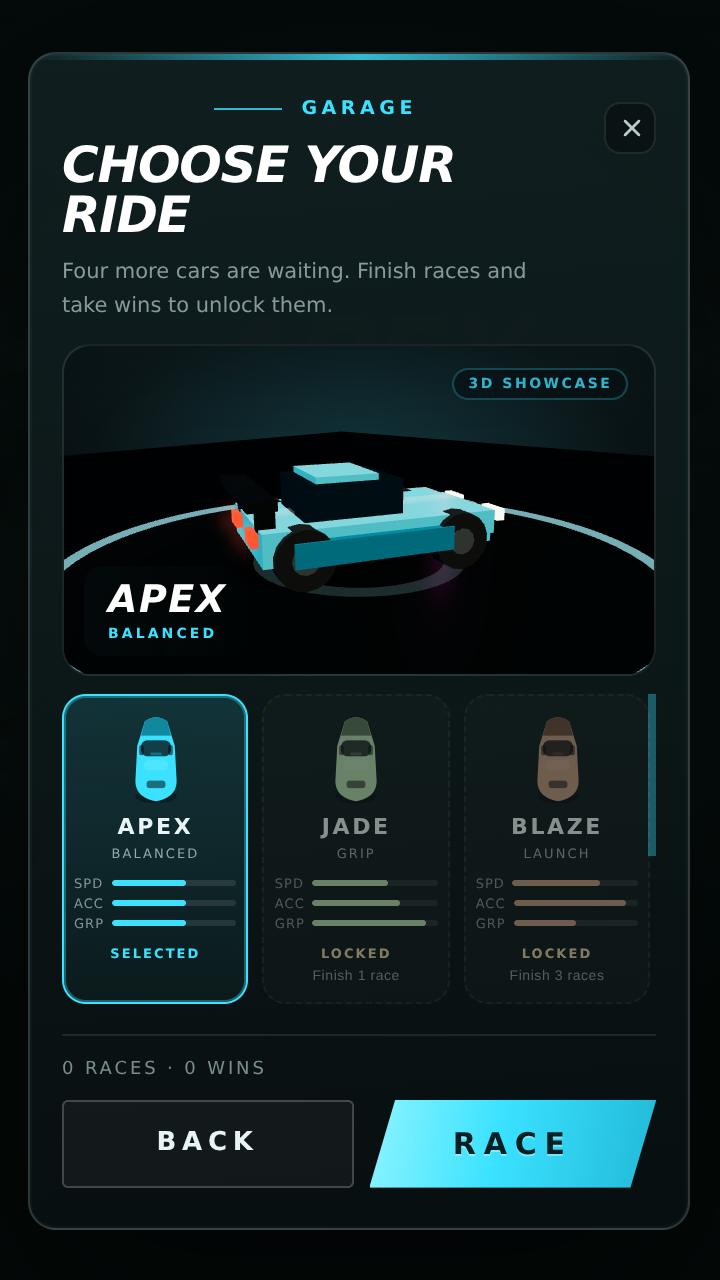 GARAGE
CHOOSE YOUR
RIDE
Four more cars are waiting. Finish races and
take wins to unlock them.
3D SHOWCASE
APEX
BALANCED
APEX
BALANCED
SPD
ACC
GRP
SELECTED
JADE
GRIP
SPD
ACC
GRP
LOCKED
Finish 1 race
BLAZE
LAUNCH
SPD
ACC
GRP
LOCKED
Finish 3 races
0 RACES · 0 WINS
BACK
RACE